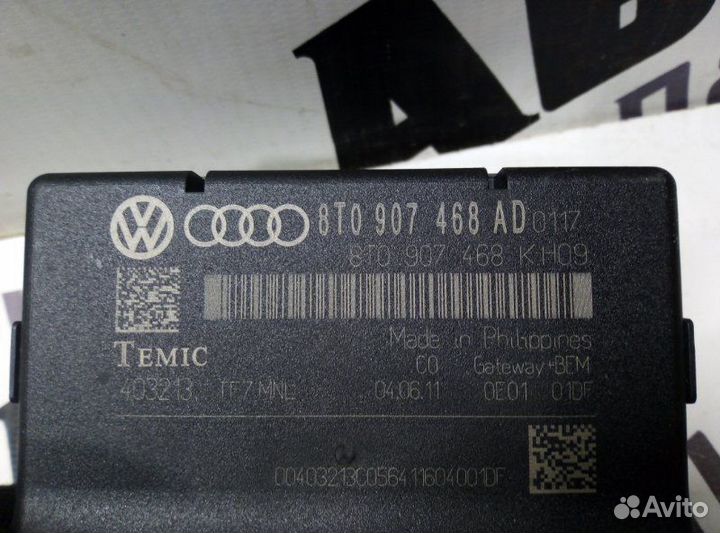 8T0 907 468 AD 0117
8T0 907 468 K H09
Made in Philippines
TEMIC
C0 Gateway+BEM
403213 TF7 MNL 04.06.11 0E01 01DF
00403213C056411604001DF
Avito